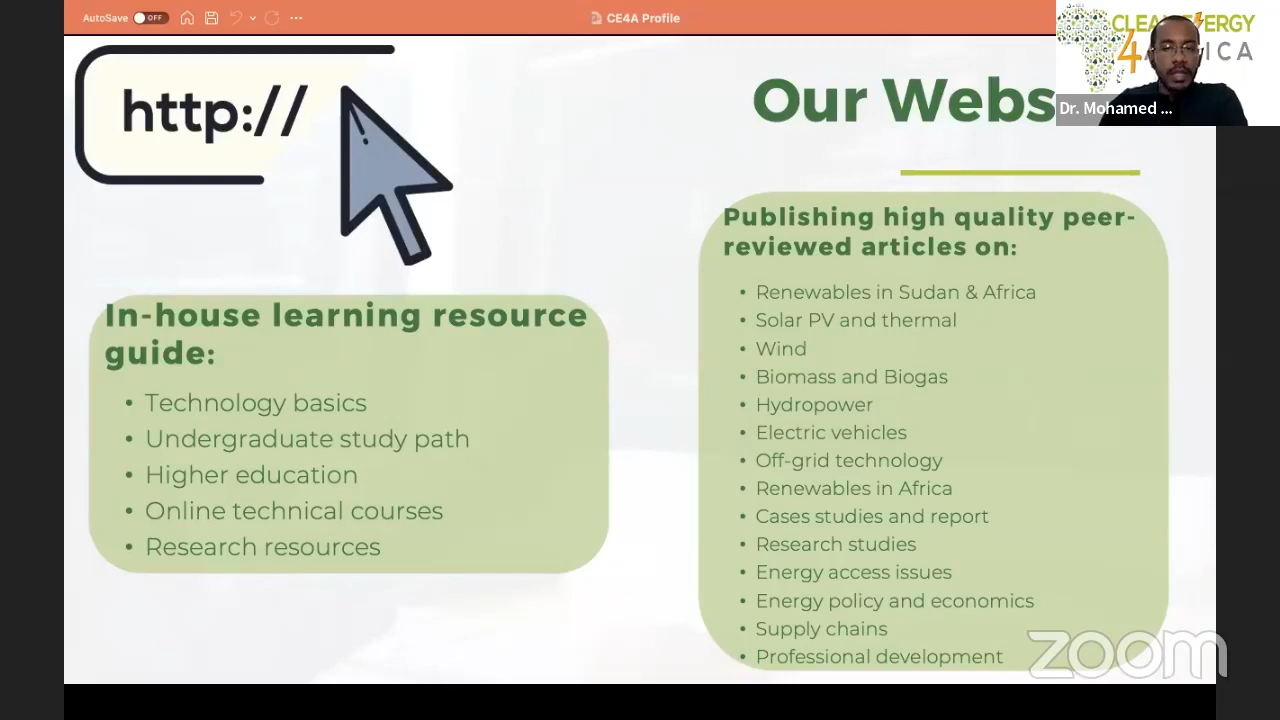 AutoSave OFF
CE4A Profile
CLEAN ENERGY
4
Dr. Mohamed ...
http://
Our Webs
In-house learning resource
guide:
• Technology basics
• Undergraduate study path
• Higher education
• Online technical courses
• Research resources
Publishing high quality peer-
reviewed articles on:
• Renewables in Sudan & Africa
• Solar PV and thermal
• Wind
• Biomass and Biogas
• Hydropower
• Electric vehicles
• Off-grid technology
• Renewables in Africa
• Cases studies and report
• Research studies
• Energy access issues
• Energy policy and economics
• Supply chains
• Professional development
zoom